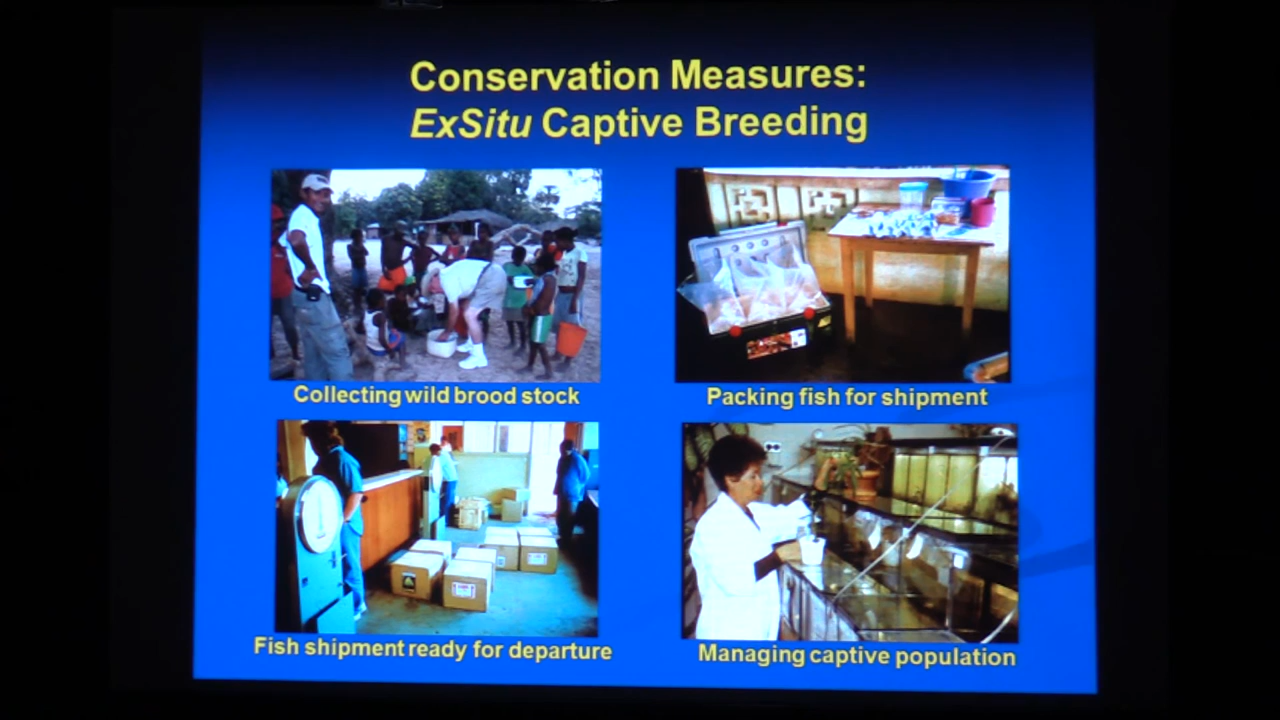 Conservation Measures:
ExSitu Captive Breeding
Collecting wild brood stock
Packing fish for shipment
Fish shipment ready for departure
Managing captive population